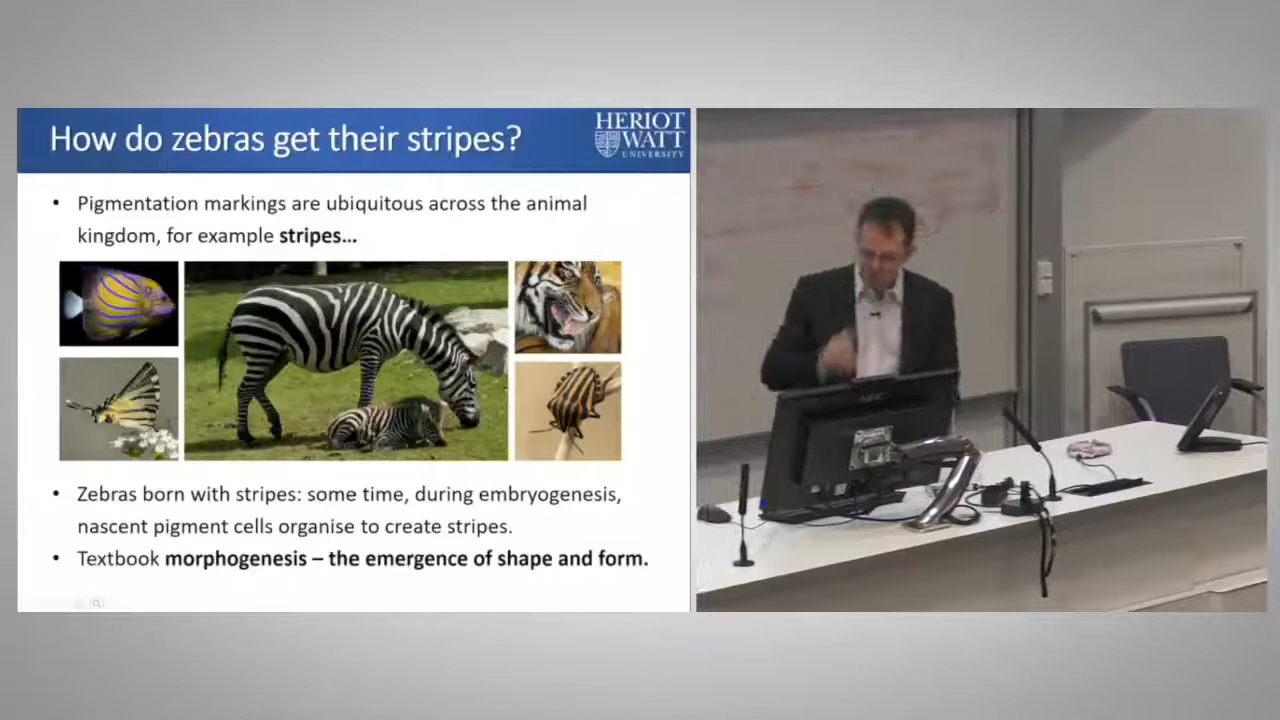 How do zebras get their stripes?
HERIOT
WATT
UNIVERSITY
• Pigmentation markings are ubiquitous across the animal
kingdom, for example stripes...
• Zebras born with stripes: some time, during embryogenesis,
nascent pigment cells organise to create stripes.
• Textbook morphogenesis – the emergence of shape and form.